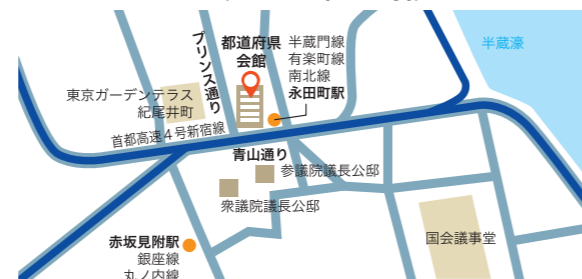 プリンス通り
都道府県
会館
半蔵門線
有楽町線
南北線
永田町駅
半蔵濠
東京ガーデンテラス
紀尾井町
首都高速4号新宿線
青山通り
参議院議長公邸
衆議院議長公邸
国会議事堂
赤坂見附駅
銀座線
丸ノ内線